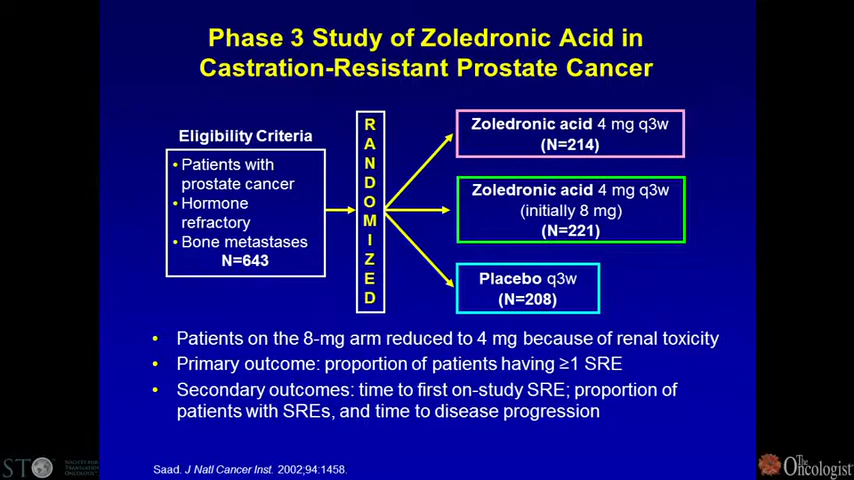 Phase 3 Study of Zoledronic Acid in
Castration-Resistant Prostate Cancer
Eligibility Criteria
• Patients with
prostate cancer
• Hormone
refractory
• Bone metastases
N=643
RANDOMIZED
Zoledronic acid 4 mg q3w
(N=214)
Zoledronic acid 4 mg q3w
(initially 8 mg)
(N=221)
Placebo q3w
(N=208)
• Patients on the 8-mg arm reduced to 4 mg because of renal toxicity
• Primary outcome: proportion of patients having ≥1 SRE
• Secondary outcomes: time to first on-study SRE; proportion of
patients with SREs, and time to disease progression
Saad. J Natl Cancer Inst. 2002;94:1458.
STO
The Oncologist